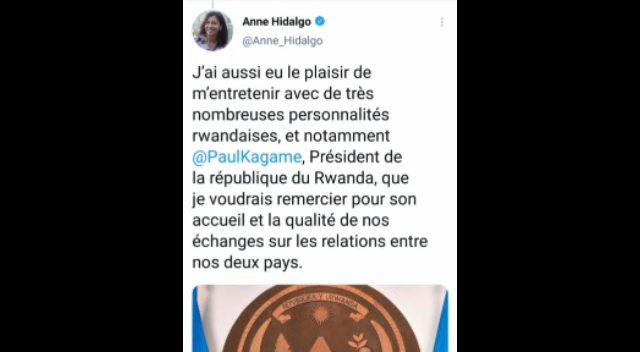 Anne Hidalgo
@Anne_Hidalgo
J'ai aussi eu le plaisir de
m'entretenir avec de très
nombreuses personnalités
rwandaises, et notamment
@PaulKagame, Président de
la république du Rwanda, que
je voudrais remercier pour son
accueil et la qualité de nos
échanges sur les relations entre
nos deux pays.
REPUBULIKA Y'U RWANDA